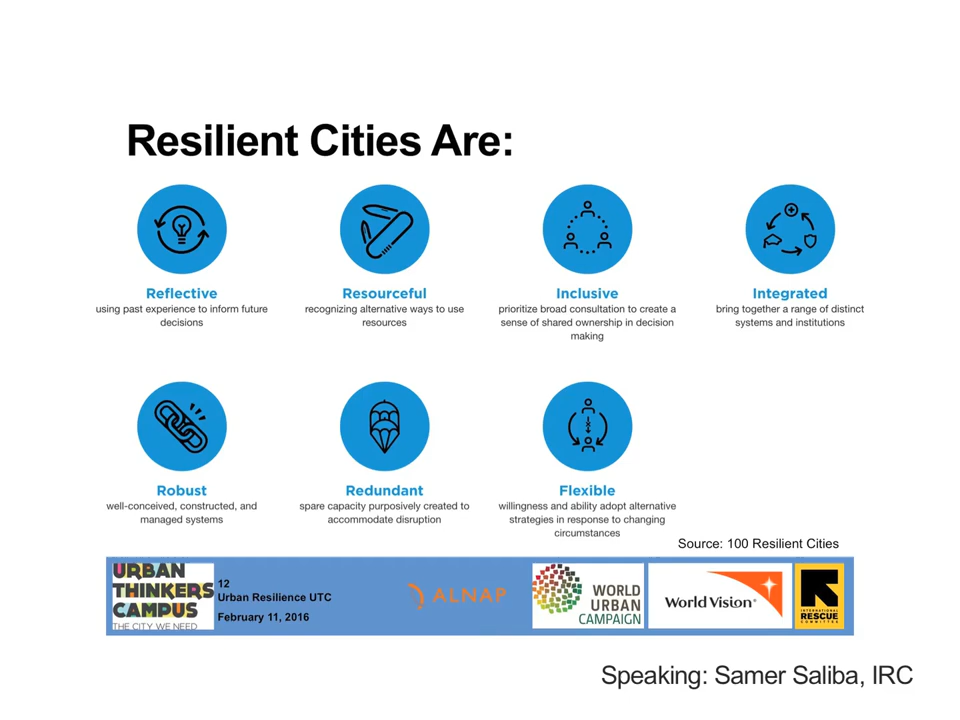 Resilient Cities Are:
Reflective
using past experience to inform future
decisions
Resourceful
recognizing alternative ways to use
resources
Inclusive
prioritize broad consultation to create a
sense of shared ownership in decision
making
Integrated
bring together a range of distinct
systems and institutions
Robust
well-conceived, constructed, and
managed systems
Redundant
spare capacity purposively created to
accommodate disruption
Flexible
willingness and ability adopt alternative
strategies in response to changing
circumstances
Source: 100 Resilient Cities
URBAN
THINKERS
CAMPUS
THE CITY WE NEED
12
Urban Resilience UTC
February 11, 2016
ALNAP
WORLD
URBAN
CAMPAIGN
World Vision®
INTERNATIONAL
RESCUE
COMMITTEE
Speaking: Samer Saliba, IRC